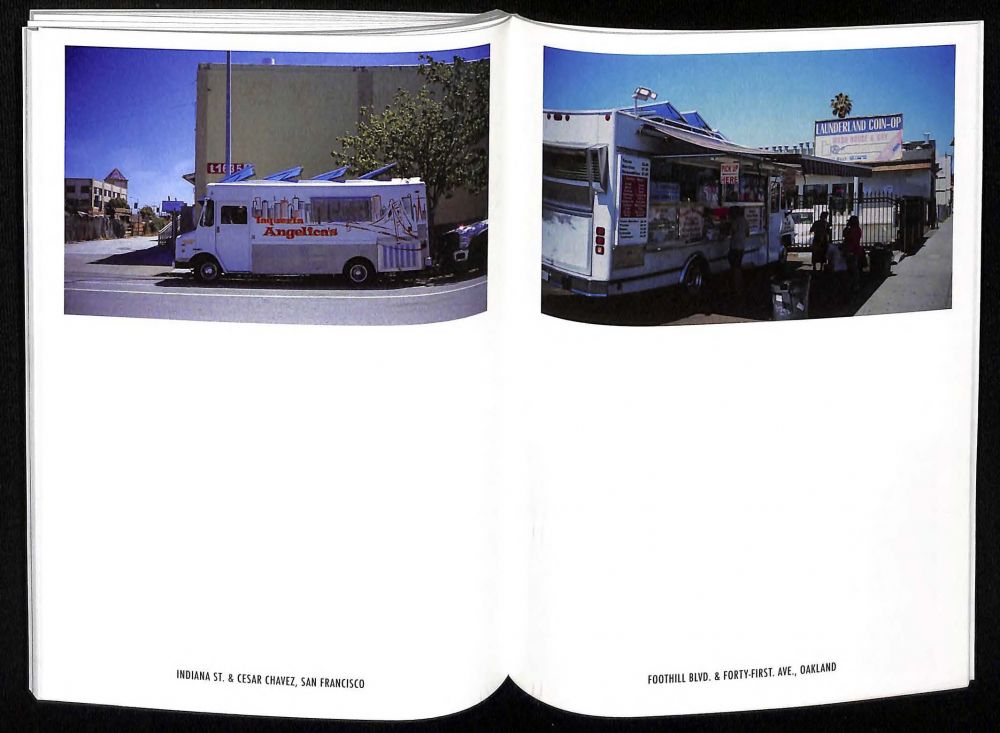 Taqueria
Angelica's
INDIANA ST. & CESAR CHAVEZ, SAN FRANCISCO
PICK UP
HERE
LAUNDERLAND COIN-OP
FOOTHILL BLVD. & FORTY-FIRST. AVE., OAKLAND